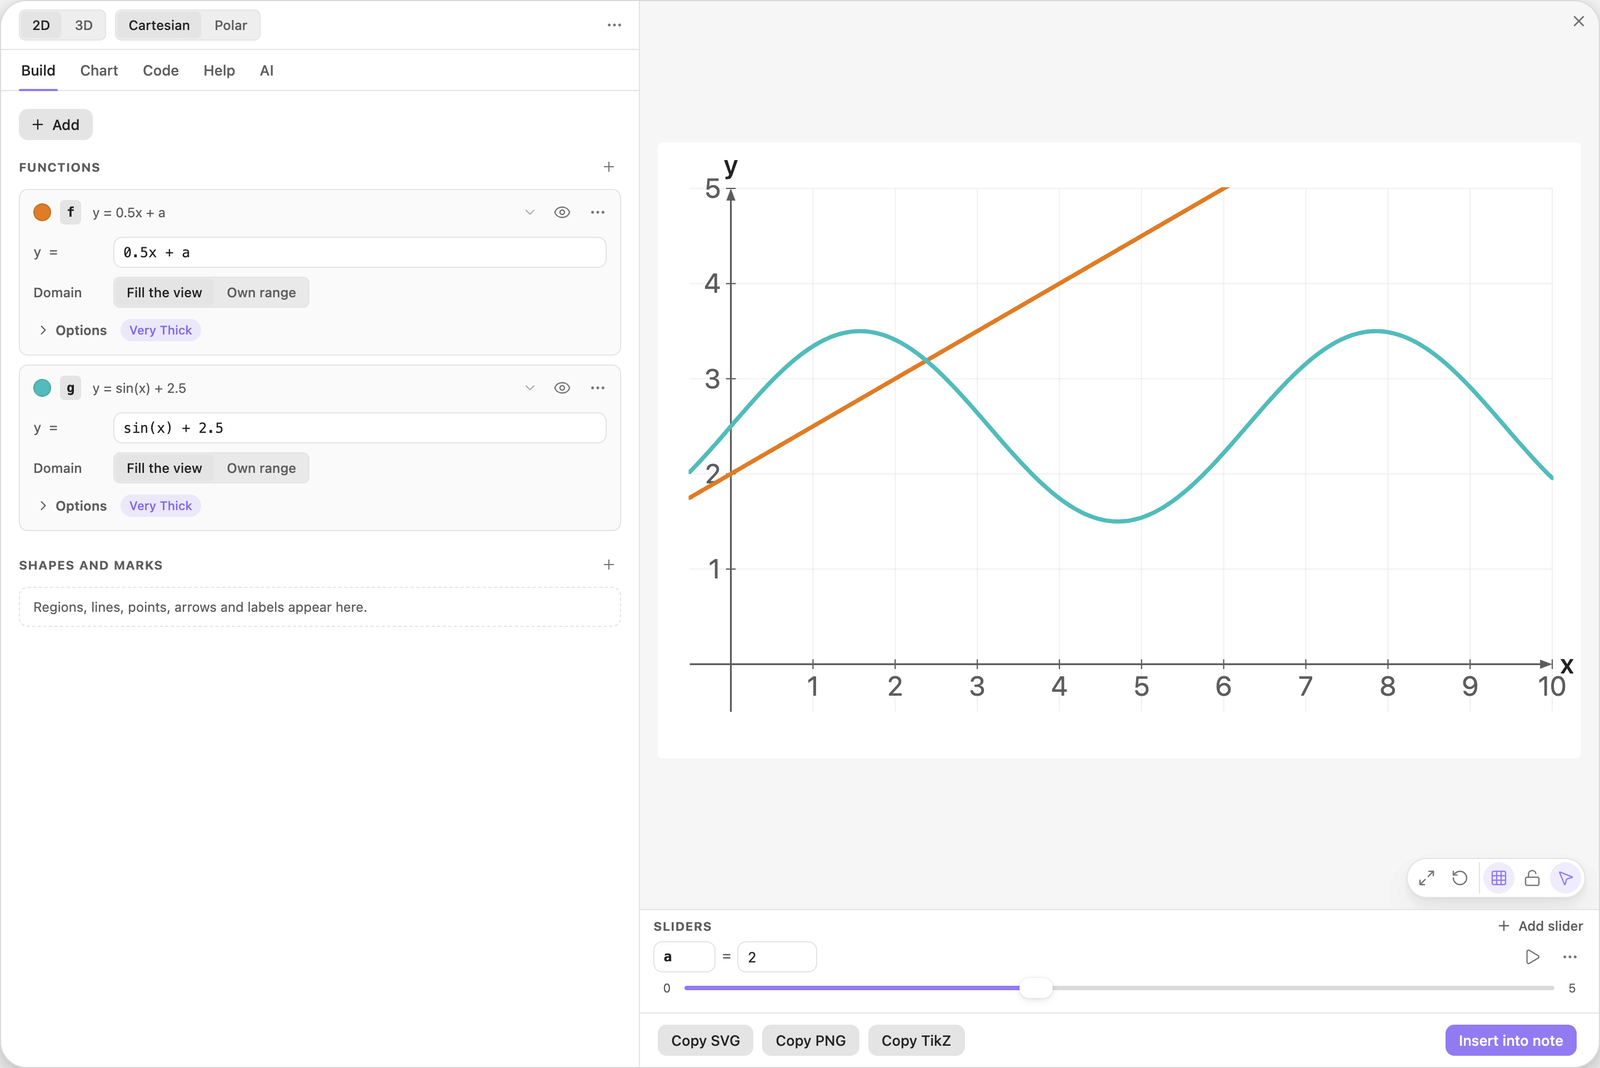 2D 3D Cartesian Polar
Build Chart Code Help AI
+ Add
FUNCTIONS
f y = 0.5x + a
y = 0.5x + a
Domain Fill the view Own range
Options Very Thick
g y = sin(x) + 2.5
y = sin(x) + 2.5
Domain Fill the view Own range
Options Very Thick
SHAPES AND MARKS
Regions, lines, points, arrows and labels appear here.
y
5
4
3
2
1
x
1 2 3 4 5 6 7 8 9 10
SLIDERS + Add slider
a = 2
0 5
Copy SVG Copy PNG Copy TikZ Insert into note